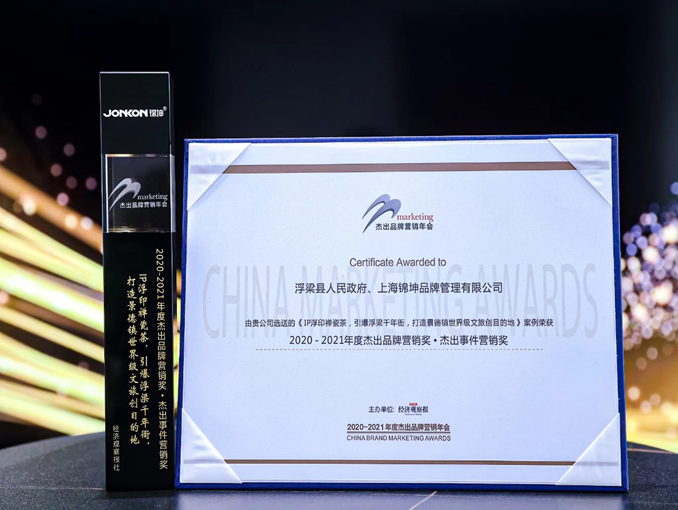 JONKON 锦坤®
marketing
杰出品牌营销年会
2020-2021年度杰出品牌营销奖·杰出事件营销奖
IP浮印禅瓷茶,引爆浮梁千年街,
打造景德镇世界级文旅创目的地
经济观察报社
marketing
杰出品牌营销年会
Certificate Awarded to
CHINA MARKETING AWARDS
浮梁县人民政府、上海锦坤品牌管理有限公司
由贵公司选送的《IP浮印禅瓷茶,引爆浮梁千年街,打造景德镇世界级文旅创目的地》案例荣获
2020 - 2021年度杰出品牌营销奖•杰出事件营销奖
主办单位: 经济观察报
2020-2021年度杰出品牌营销年会
CHINA BRAND MARKETING AWARDS